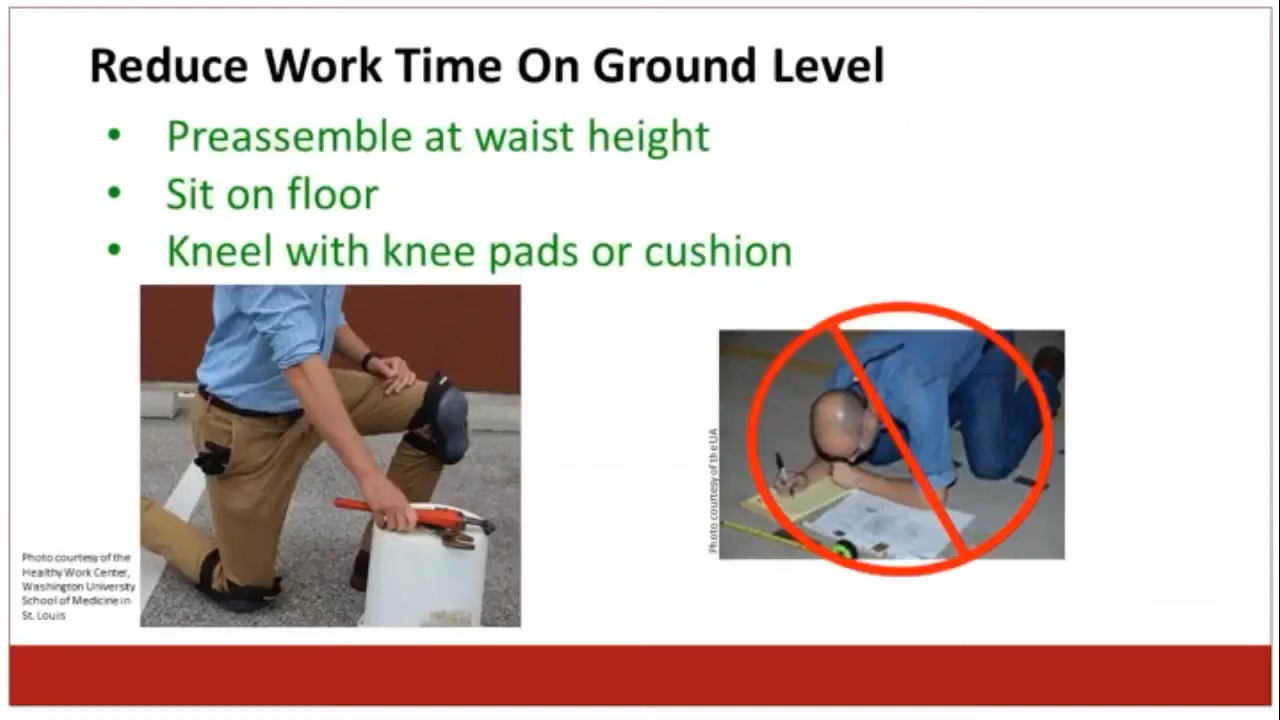 Reduce Work Time On Ground Level
• Preassemble at waist height
• Sit on floor
• Kneel with knee pads or cushion
Photo courtesy of the
Healthy Work Center,
Washington University
School of Medicine in
St. Louis
Photo courtesy of the UA